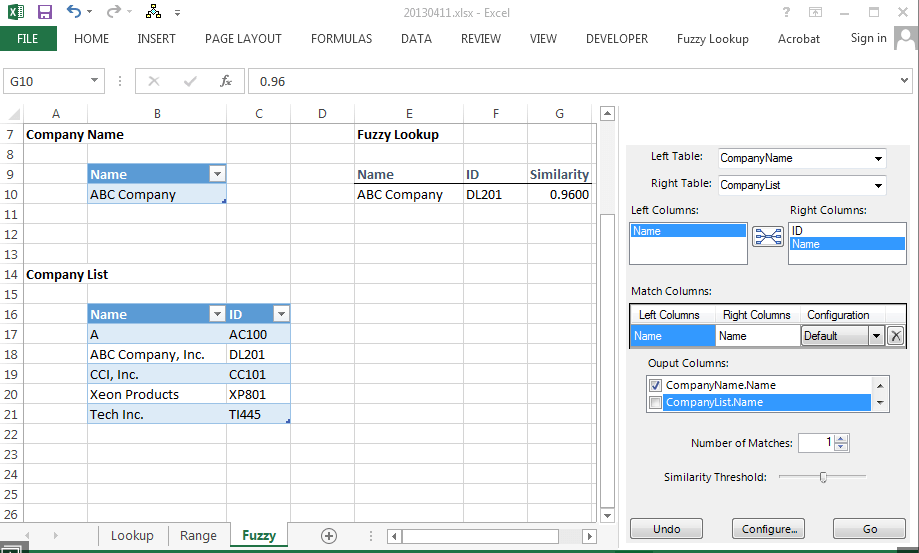 20130411.xlsx - Excel
FILE HOME INSERT PAGE LAYOUT FORMULAS DATA REVIEW VIEW DEVELOPER Fuzzy Lookup Acrobat Sign in
G10 fx 0.96
A B C D E F G
7 Company Name Fuzzy Lookup
8
9 Name Name ID Similarity
10 ABC Company ABC Company DL201 0.9600
11
12
13
14 Company List
15
16 Name ID
17 A AC100
18 ABC Company, Inc. DL201
19 CCI, Inc. CC101
20 Xeon Products XP801
21 Tech Inc. TI445
22
23
24
25
26
Lookup Range Fuzzy
Left Table: CompanyName
Right Table: CompanyList
Left Columns: Right Columns:
Name ID
Name
Match Columns:
Left Columns Right Columns Configuration
Name Name Default
Ouput Columns:
CompanyName.Name
CompanyList.Name
Number of Matches: 1
Similarity Threshold:
Undo Configure... Go